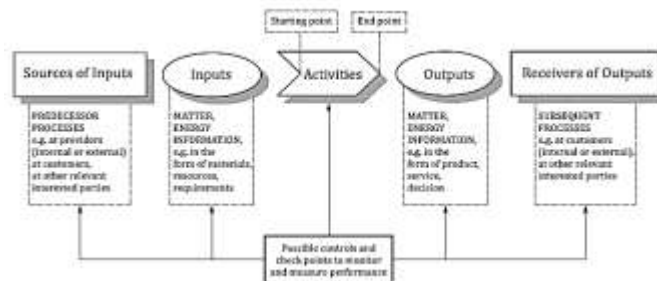 Starting point
End point
Sources of Inputs
Inputs
Activities
Outputs
Receivers of Outputs
PREDECESSOR
PROCESSES
e.g. at providers
(internal or external)
at customers,
at other relevant
interested parties
MATTER,
ENERGY
INFORMATION,
e.g. in the
form of materials,
resources,
requirements
MATTER,
ENERGY
INFORMATION,
e.g. in the
form of product,
service,
decision
SUBSEQUENT
PROCESSES
e.g. at customers
(internal or external),
at other relevant
interested parties
Possible controls and
check points to monitor
and measure performance